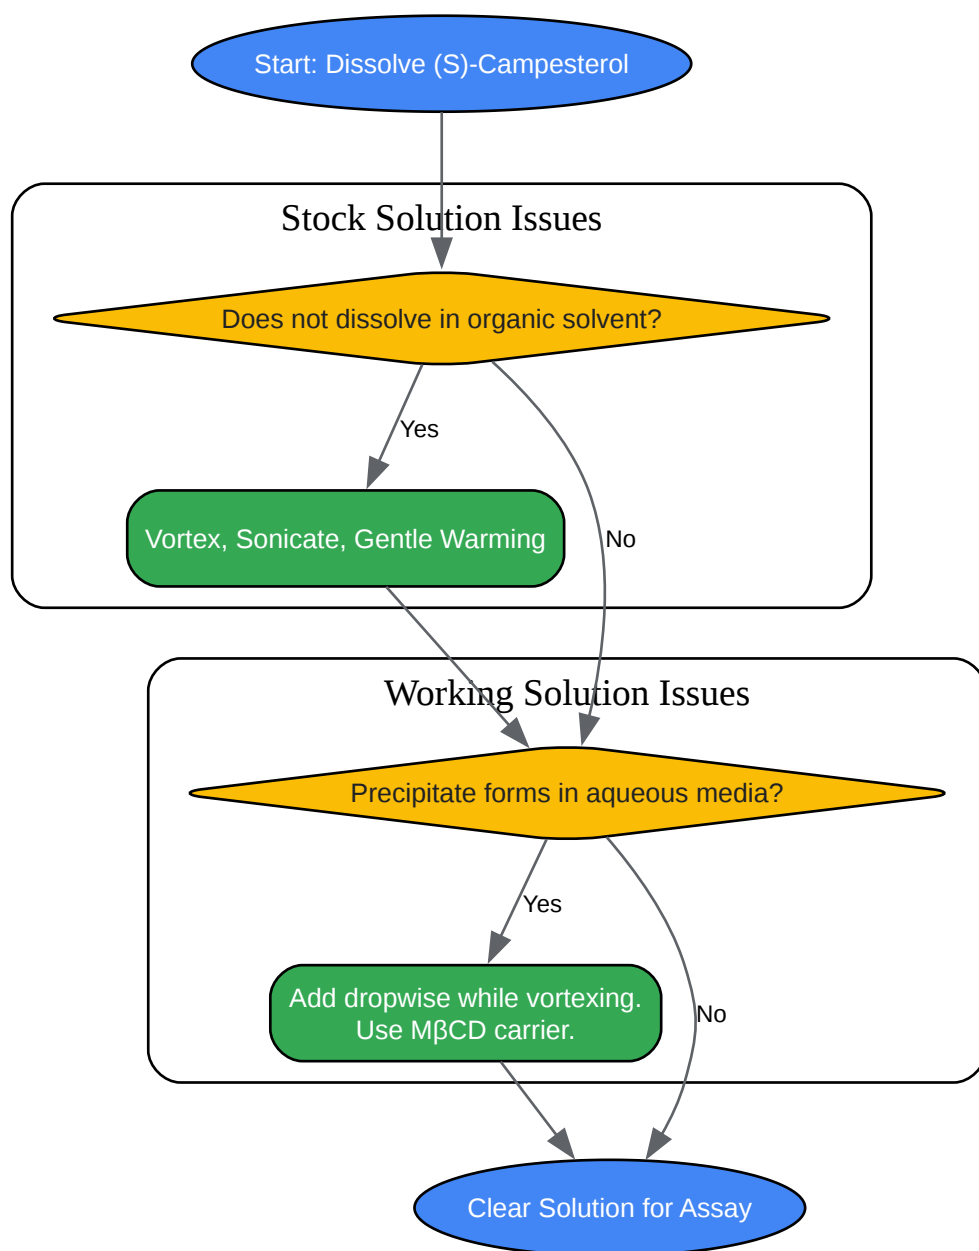 Start: Dissolve (S)-Campesterol
Stock Solution Issues
Does not dissolve in organic solvent?
Yes
Vortex, Sonicate, Gentle Warming
No
Working Solution Issues
Precipitate forms in aqueous media?
Yes
Add dropwise while vortexing.
Use MβCD carrier.
No
Clear Solution for Assay